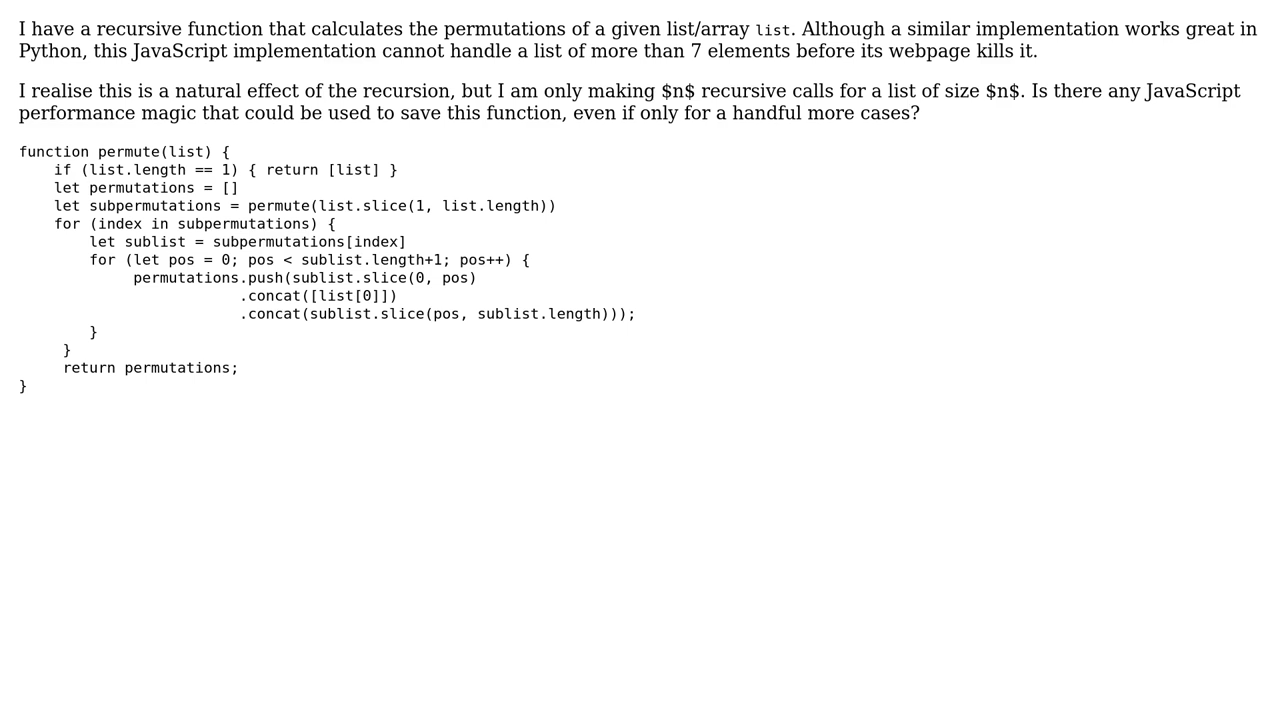 I have a recursive function that calculates the permutations of a given list/array list. Although a similar implementation works great in
Python, this JavaScript implementation cannot handle a list of more than 7 elements before its webpage kills it.
I realise this is a natural effect of the recursion, but I am only making $n$ recursive calls for a list of size $n$. Is there any JavaScript
performance magic that could be used to save this function, even if only for a handful more cases?
function permute(list) {
    if (list.length == 1) { return [list] }
    let permutations = []
    let subpermutations = permute(list.slice(1, list.length))
    for (index in subpermutations) {
        let sublist = subpermutations[index]
        for (let pos = 0; pos < sublist.length+1; pos++) {
             permutations.push(sublist.slice(0, pos)
                         .concat([list[0]])
                         .concat(sublist.slice(pos, sublist.length)));
        }
     }
     return permutations;
}